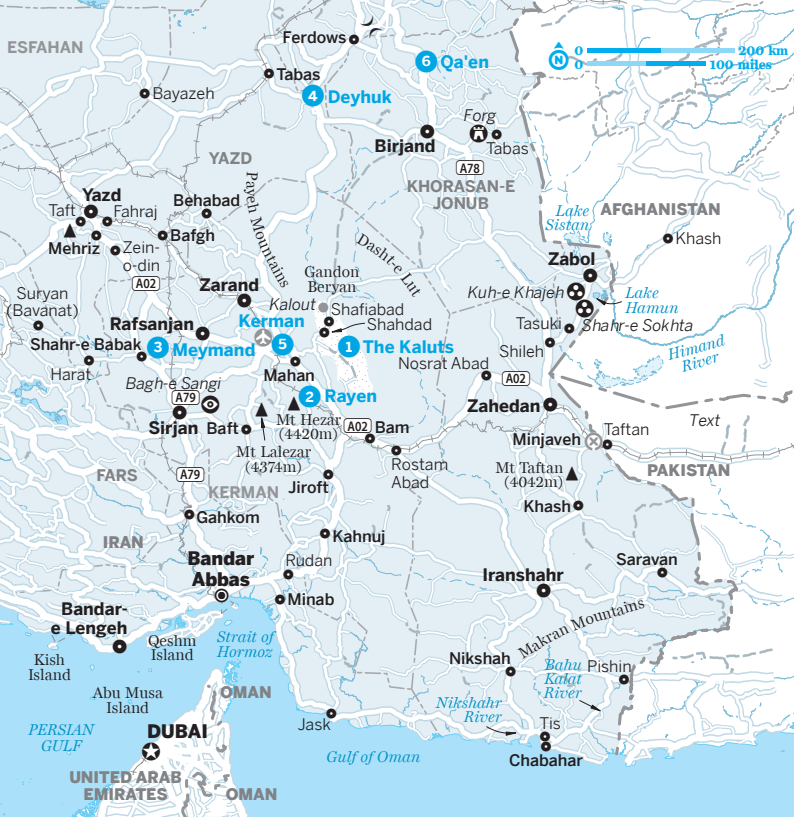 ESFAHAN
Ferdows
6 Qa'en
N
0
200 km
0
100 miles
Tabas
Bayazeh
4 Deyhuk
Forg
Tabas
Birjand
YAZD
A78
KHORASAN-E
JONUB
Yazd
Behabad
Taft
Fahraj
Mehriz
Bafgh
Zein-
o-din
Payeh Mountains
Dasht-e Lut
Lake
Sistan
AFGHANISTAN
Khash
Zabol
A02
Gandon
Beryan
Zarand
Kalout
Kuh-e Khajeh
Lake
Hamun
Suryan
(Bavanat)
Shafiabad
Shahdad
Kerman
Rafsanjan
Tasuki
Shahr-e Sokhta
Shahr-e Babak
3 Meymand
5
1 The Kaluts
Shileh
Himand
River
Harat
Mahan
Nosrat Abad
Bagh-e Sangi
A02
A79
2 Rayen
Zahedan
Sirjan
Baft
Mt Hezar
(4420m)
A02
Bam
Text
Minjaveh
Taftan
Mt Lalezar
(4374m)
Rostam
Abad
Mt Taftan
(4042m)
PAKISTAN
FARS
A79
KERMAN
Jiroft
Khash
Gahkom
IRAN
Kahnuj
Bandar
Abbas
Rudan
Saravan
Iranshahr
Minab
Bandar-
e Lengeh
Makran Mountains
Qeshm
Island
Strait of
Hormoz
Kish
Island
Nikshah
Bahu
Kalat
River
Pishin
Abu Musa
Island
OMAN
Nikshahr
River
Jask
PERSIAN
GULF
DUBAI
Tis
Gulf of Oman
Chabahar
UNITED ARAB
EMIRATES
OMAN